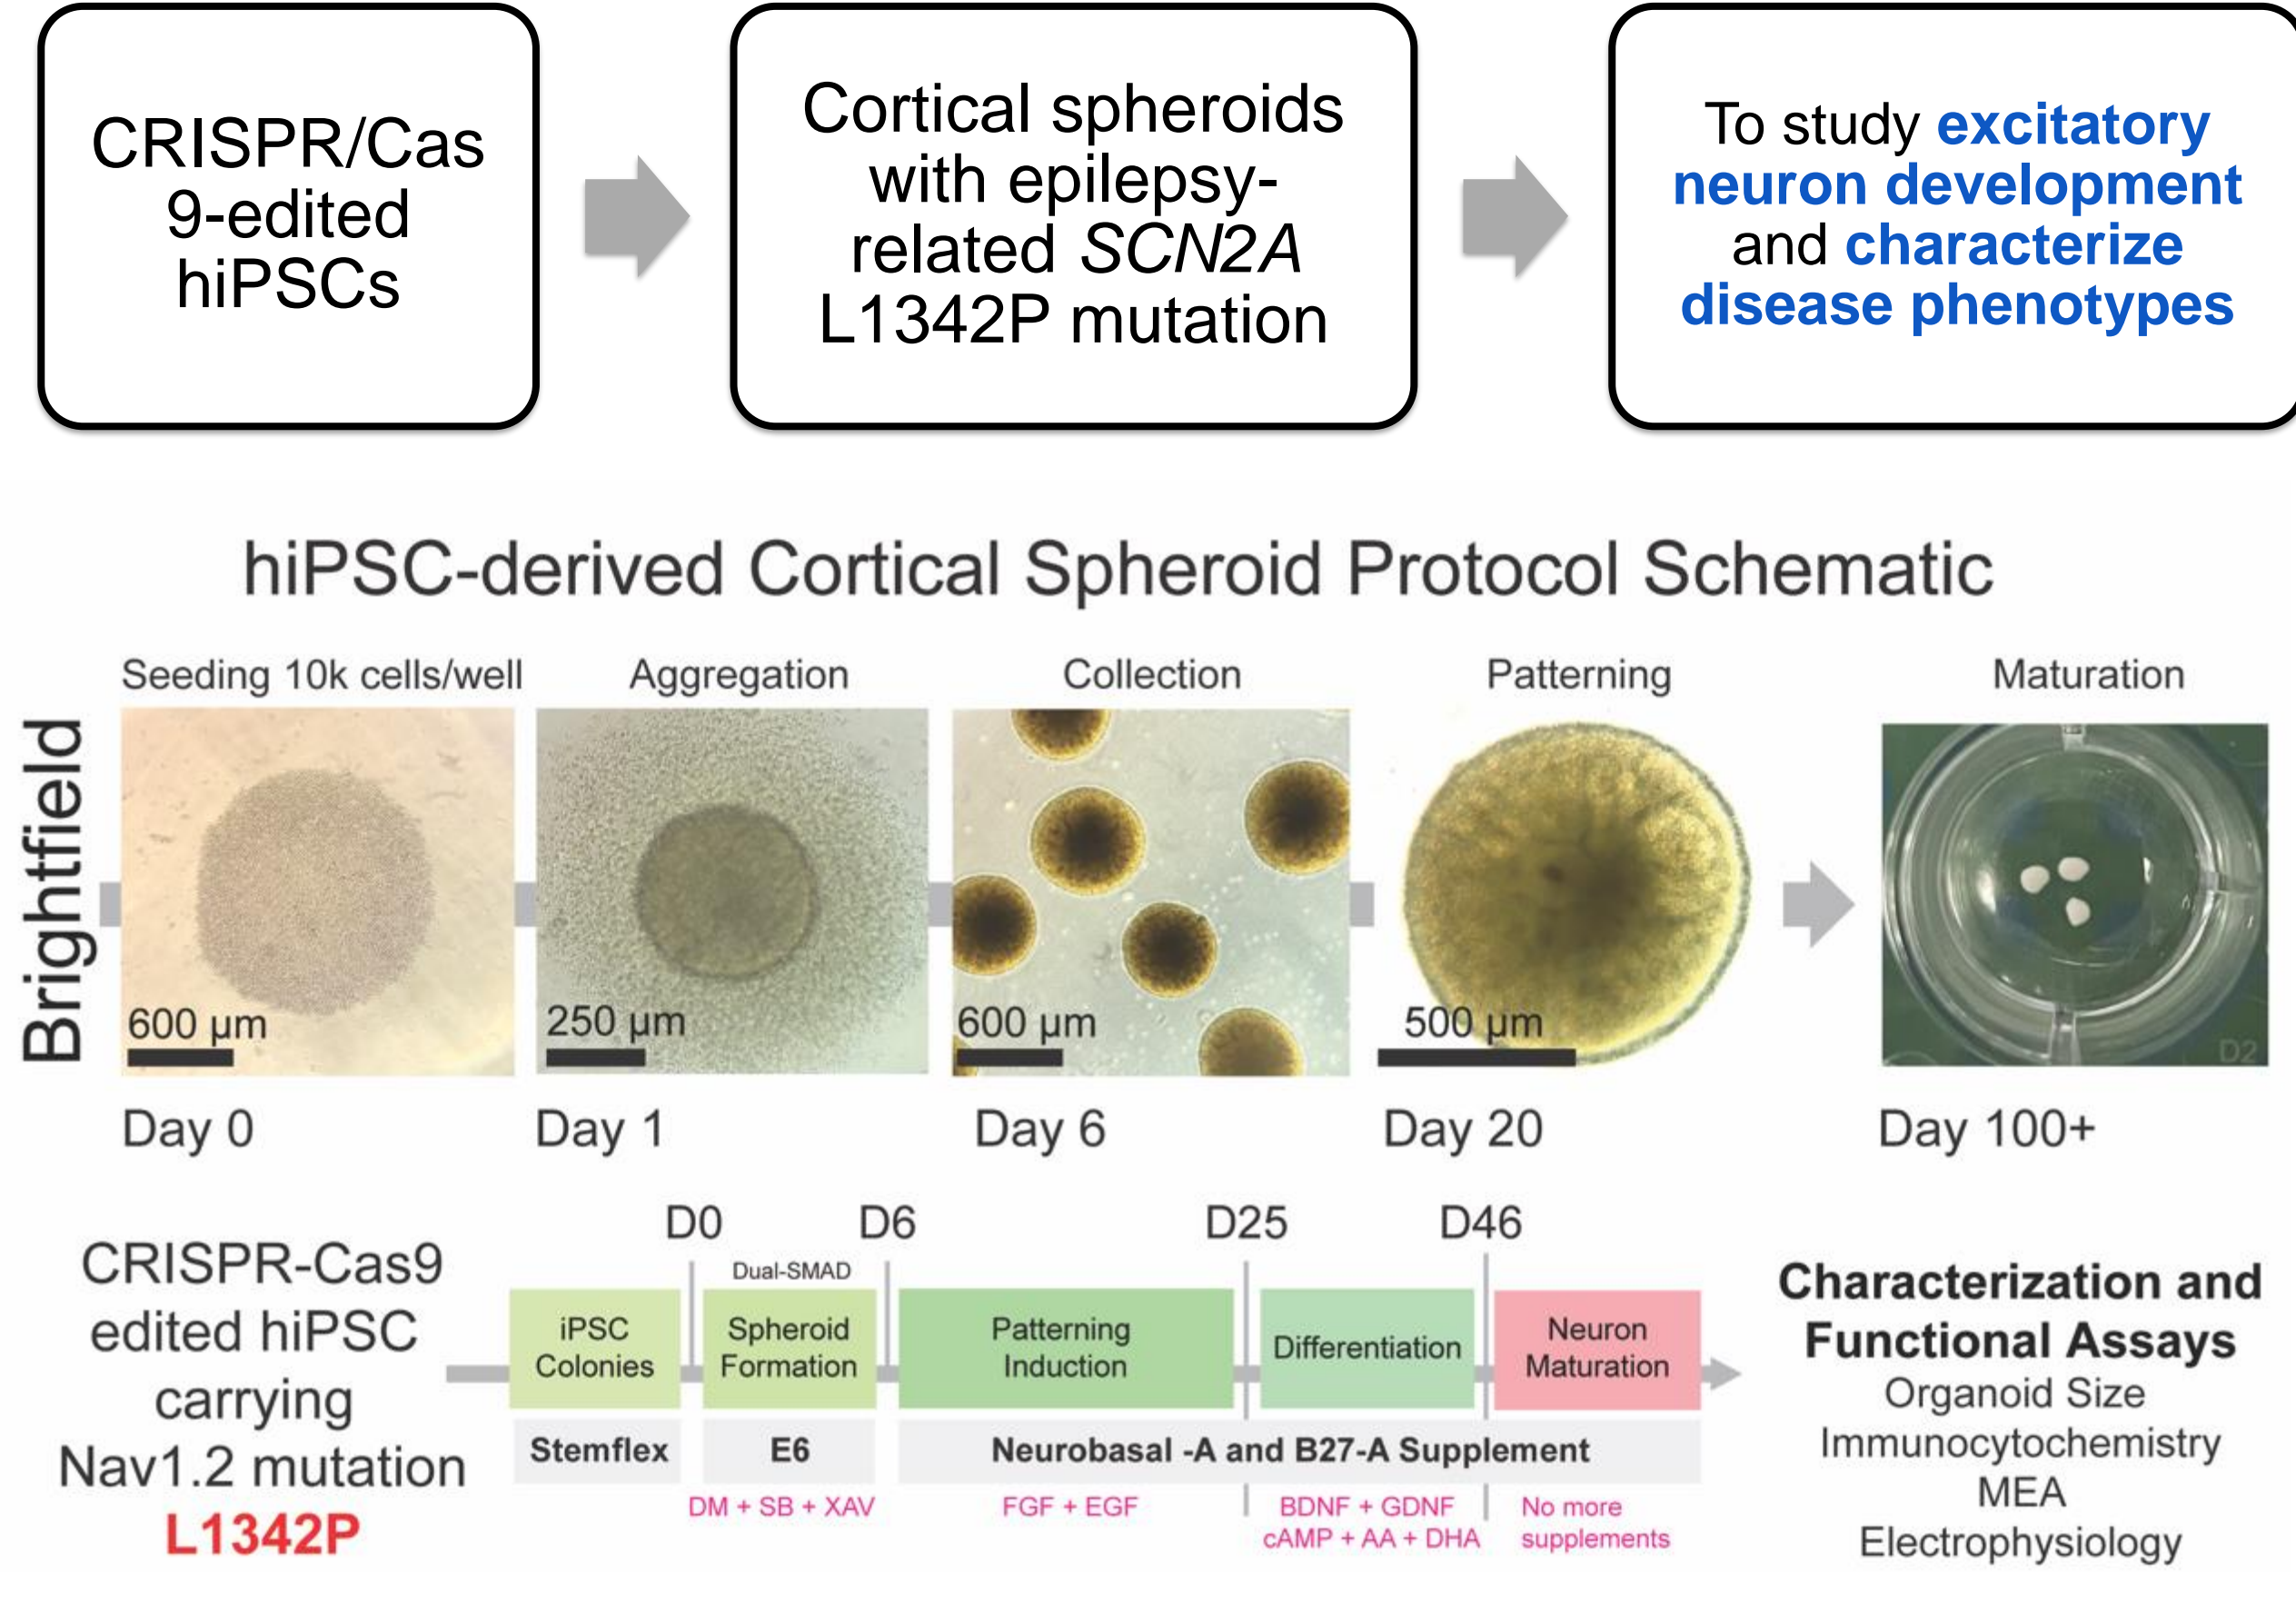 CRISPR/Cas
9-edited
hiPSCs
Cortical spheroids
with epilepsy-
related SCN2A
L1342P mutation
To study excitatory
neuron development
and characterize
disease phenotypes
hiPSC-derived Cortical Spheroid Protocol Schematic
Brightfield
Seeding 10k cells/well
Aggregation
Collection
Patterning
Maturation
600 µm
250 µm
600 µm
500 µm
D2
Day 0
Day 1
Day 6
Day 20
Day 100+
CRISPR-Cas9
edited hiPSC
carrying
Nav1.2 mutation
L1342P
D0
D6
D25
D46
Dual-SMAD
iPSC
Colonies
Spheroid
Formation
Patterning
Induction
Differentiation
Neuron
Maturation
Stemflex
E6
Neurobasal -A and B27-A Supplement
DM + SB + XAV
FGF + EGF
BDNF + GDNF
cAMP + AA + DHA
No more
supplements
Characterization and
Functional Assays
Organoid Size
Immunocytochemistry
MEA
Electrophysiology